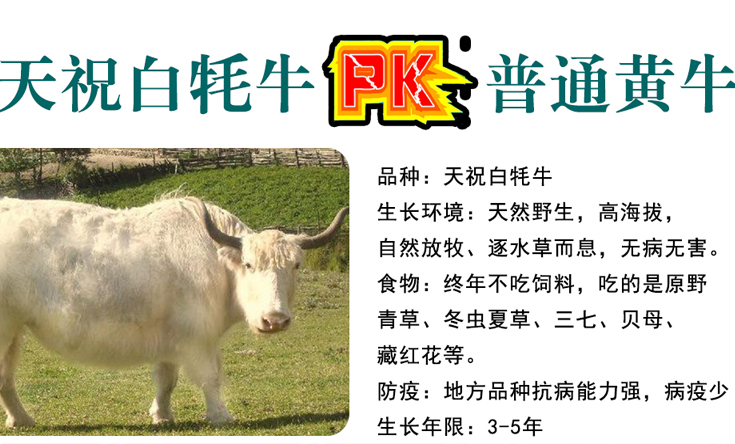 天祝白牦牛 PK 普通黄牛
品种：天祝白牦牛
生长环境：天然野生，高海拔，
自然放牧、逐水草而息，无病无害。
食物：终年不吃饲料，吃的是原野
青草、冬虫夏草、三七、贝母、
藏红花等。
防疫：地方品种抗病能力强，病疫少
生长年限：3-5年